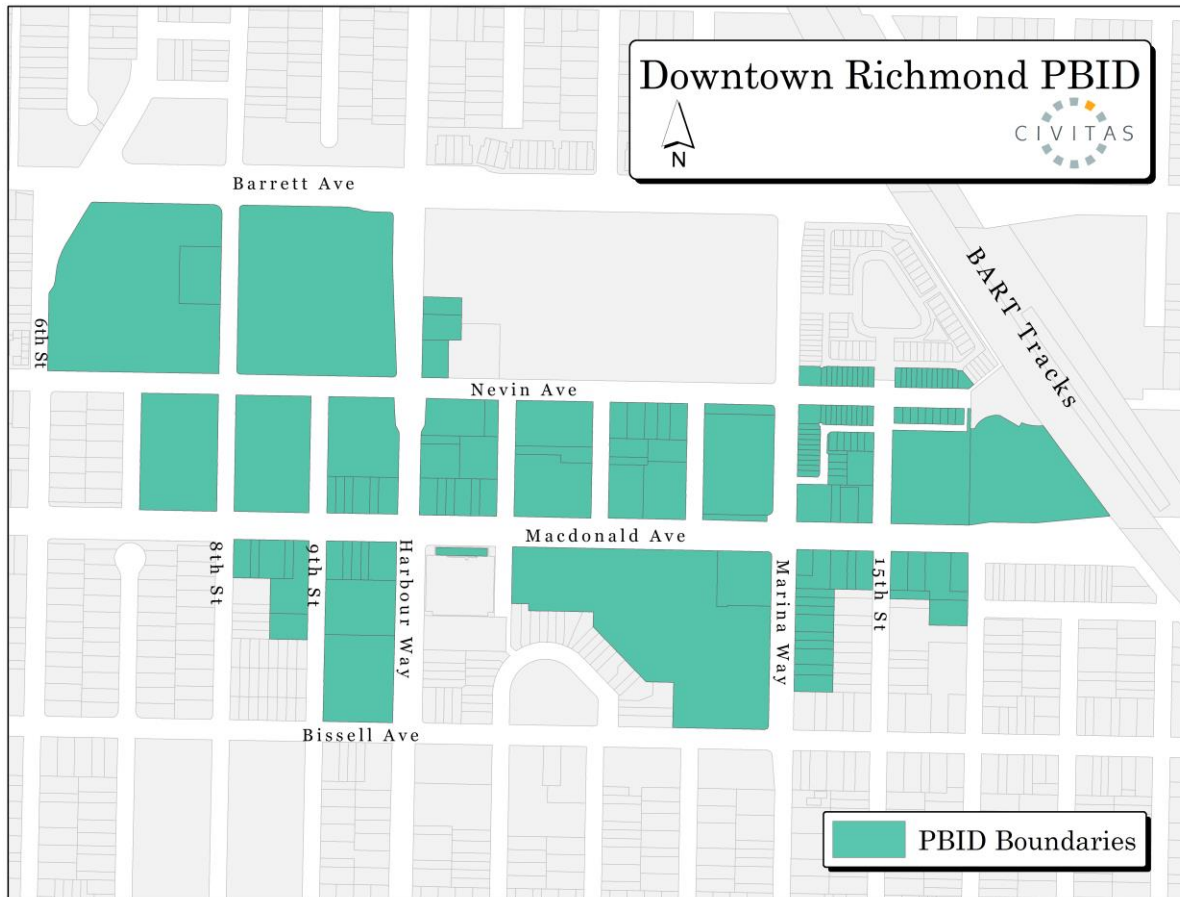 Downtown Richmond PBID
N
CIVITAS
Barrett Ave
BART Tracks
6th St
Nevin Ave
Macdonald Ave
8th St
9th St
Harbour Way
Marina Way
15th St
Bissell Ave
PBID Boundaries